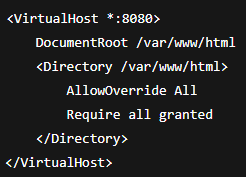 <VirtualHost *:8080>
    DocumentRoot /var/www/html
    <Directory /var/www/html>
        AllowOverride All
        Require all granted
    </Directory>
</VirtualHost>